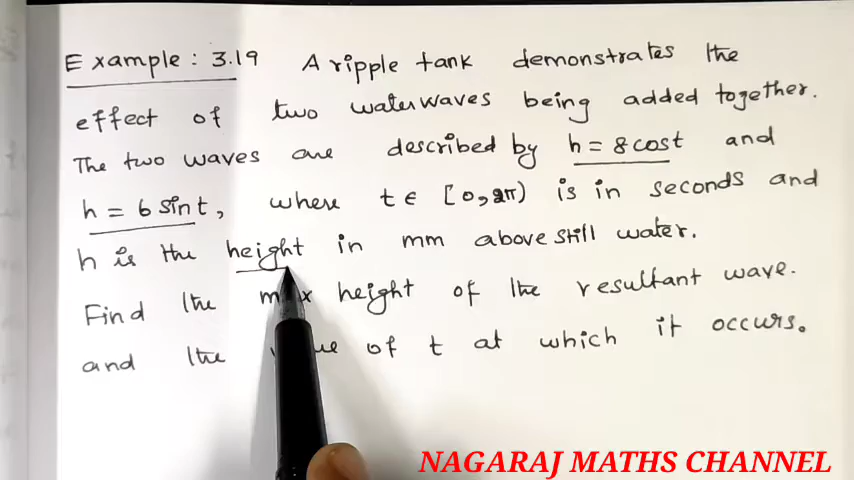 Example : 3.19 A ripple tank demonstrates the
effect of two waterwaves being added together.
The two waves are described by h = 8 cost and
h = 6 sint, where t ∈ [0, 2π) is in seconds and
h is the height in mm above still water.
Find the height of the resultant wave.
and the of t at which it occurs.
NAGARAJ MATHS CHANNEL